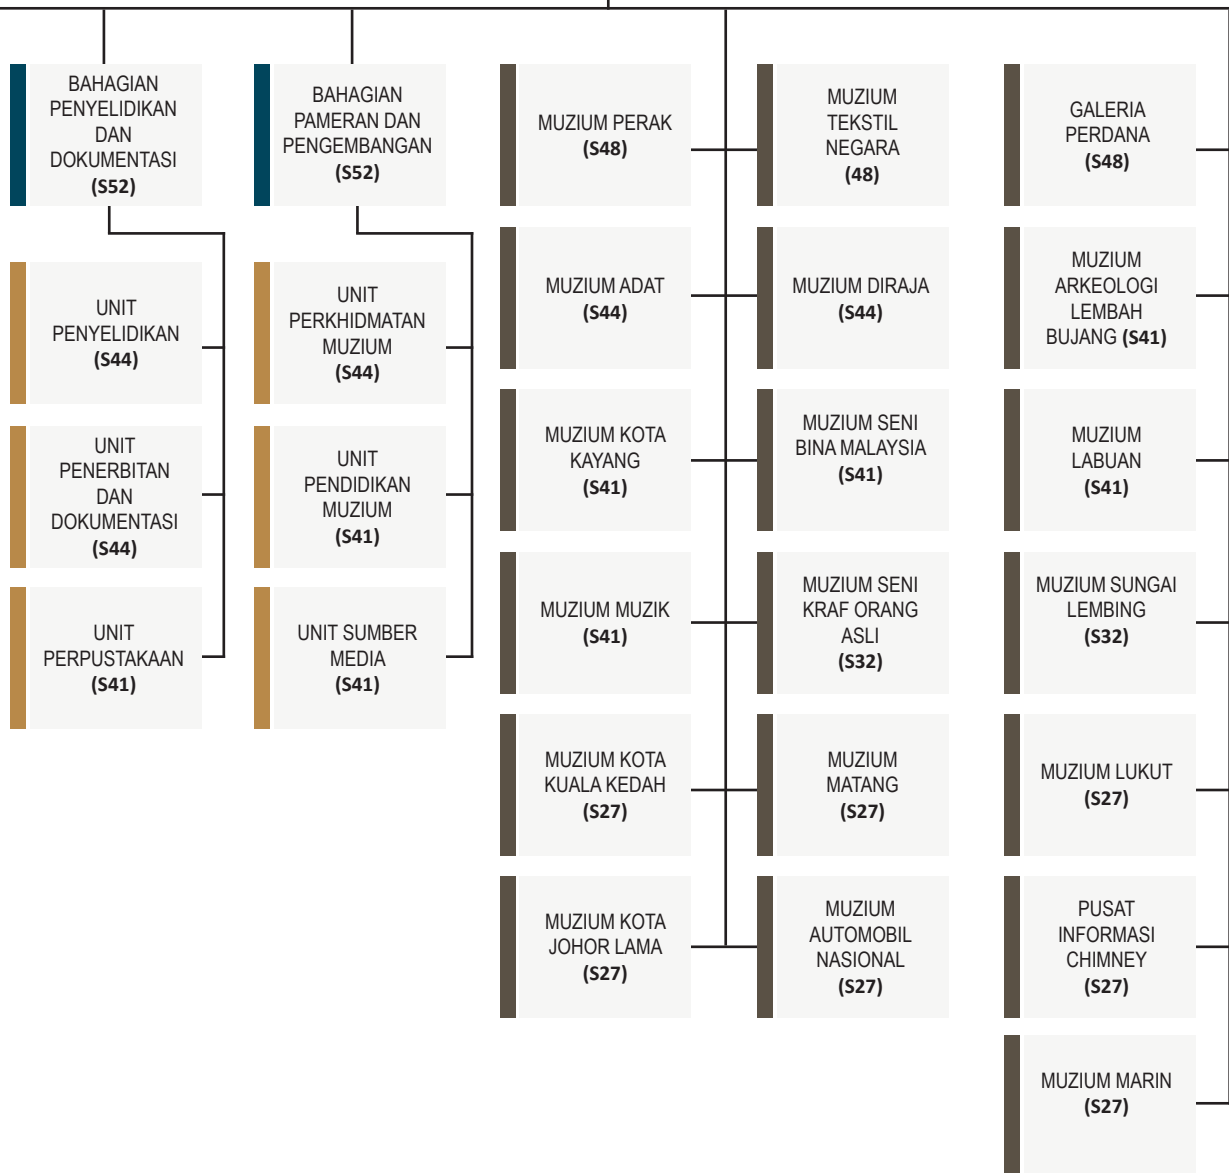 BAHAGIAN
PENYELIDIKAN
DAN
DOKUMENTASI
(S52)
UNIT
PENYELIDIKAN
(S44)
UNIT
PENERBITAN
DAN
DOKUMENTASI
(S44)
UNIT
PERPUSTAKAAN
(S41)
BAHAGIAN
PAMERAN DAN
PENGEMBANGAN
(S52)
UNIT
PERKHIDMATAN
MUZIUM
(S44)
UNIT
PENDIDIKAN
MUZIUM
(S41)
UNIT SUMBER
MEDIA
(S41)
MUZIUM PERAK
(S48)
MUZIUM ADAT
(S44)
MUZIUM KOTA
KAYANG
(S41)
MUZIUM MUZIK
(S41)
MUZIUM KOTA
KUALA KEDAH
(S27)
MUZIUM KOTA
JOHOR LAMA
(S27)
MUZIUM
TEKSTIL
NEGARA
(48)
MUZIUM DIRAJA
(S44)
MUZIUM SENI
BINA MALAYSIA
(S41)
MUZIUM SENI
KRAF ORANG
ASLI
(S32)
MUZIUM
MATANG
(S27)
MUZIUM
AUTOMOBIL
NASIONAL
(S27)
GALERIA
PERDANA
(S48)
MUZIUM
ARKEOLOGI
LEMBAH
BUJANG (S41)
MUZIUM
LABUAN
(S41)
MUZIUM SUNGAI
LEMBING
(S32)
MUZIUM LUKUT
(S27)
PUSAT
INFORMASI
CHIMNEY
(S27)
MUZIUM MARIN
(S27)